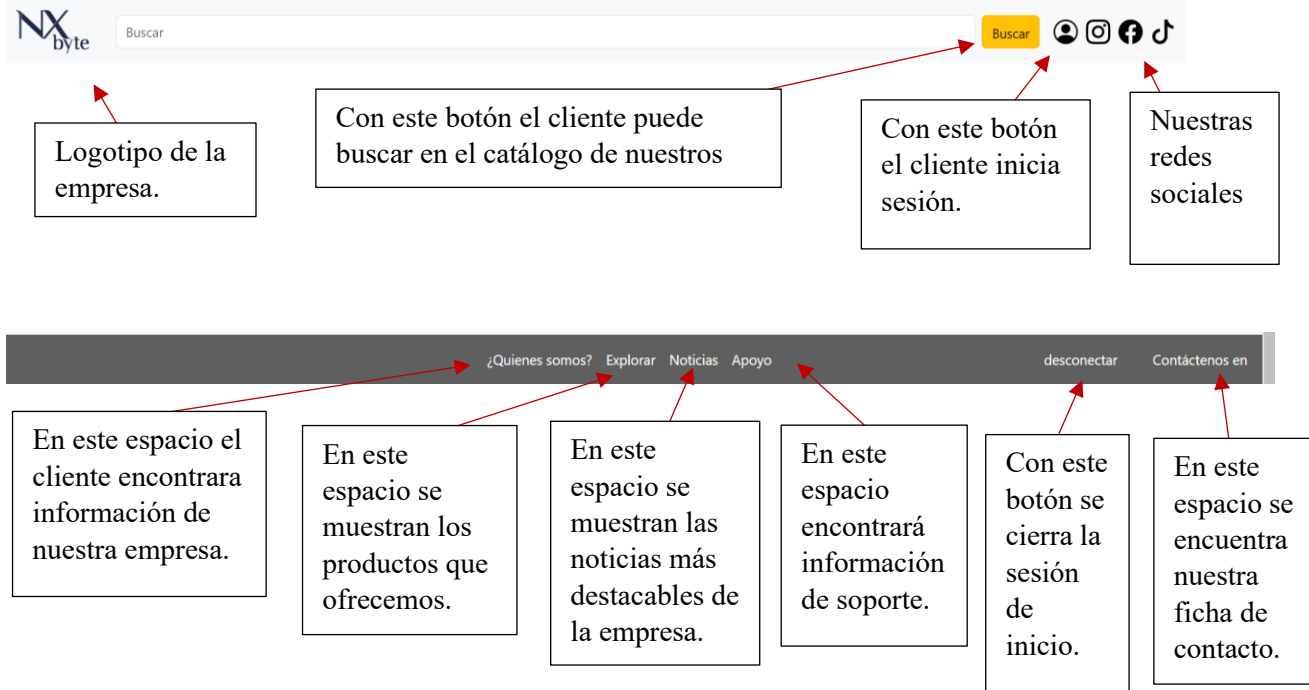 NX
byte
Buscar
Buscar
Logotipo de la
empresa.
Con este botón el cliente puede
buscar en el catálogo de nuestros
Con este botón
el cliente inicia
sesión.
Nuestras
redes
sociales
¿Quienes somos? Explorar Noticias Apoyo desconectar Contáctenos en
En este espacio el
cliente encontrara
información de
nuestra empresa.
En este
espacio se
muestran los
productos que
ofrecemos.
En este
espacio se
muestran las
noticias más
destacables de
la empresa.
En este
espacio
encontrará
información
de soporte.
Con este
botón se
cierra la
sesión
de
inicio.
En este
espacio se
encuentra
nuestra
ficha de
contacto.